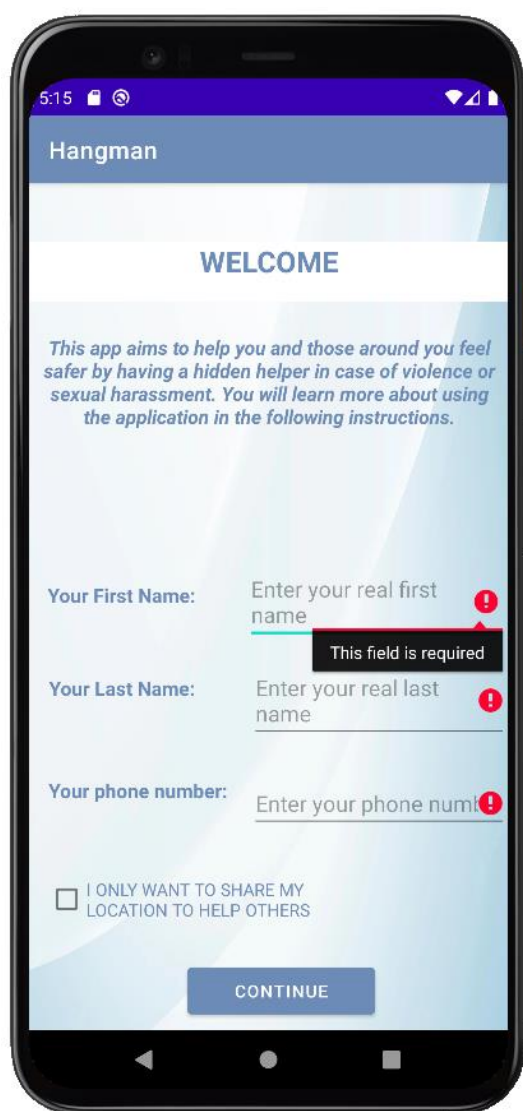 5:15
Hangman
WELCOME
This app aims to help you and those around you feel
safer by having a hidden helper in case of violence or
sexual harassment. You will learn more about using
the application in the following instructions.
Your First Name:
Enter your real first
name
This field is required
Your Last Name:
Enter your real last
name
Your phone number:
Enter your phone numb
I ONLY WANT TO SHARE MY
LOCATION TO HELP OTHERS
CONTINUE